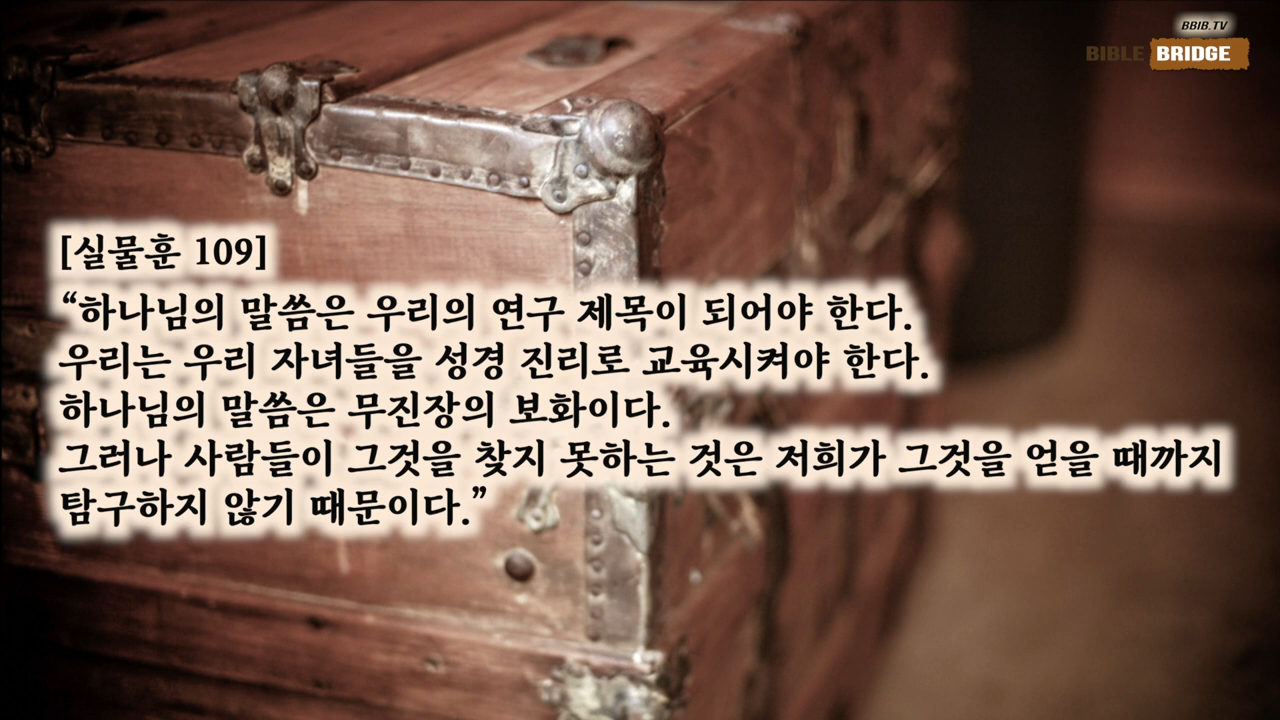 BBIB.TV
BIBLE BRIDGE
[실물훈 109]
“하나님의 말씀은 우리의 연구 제목이 되어야 한다.
우리는 우리 자녀들을 성경 진리로 교육시켜야 한다.
하나님의 말씀은 무진장의 보화이다.
그러나 사람들이 그것을 찾지 못하는 것은 저희가 그것을 얻을 때까지
탐구하지 않기 때문이다.”